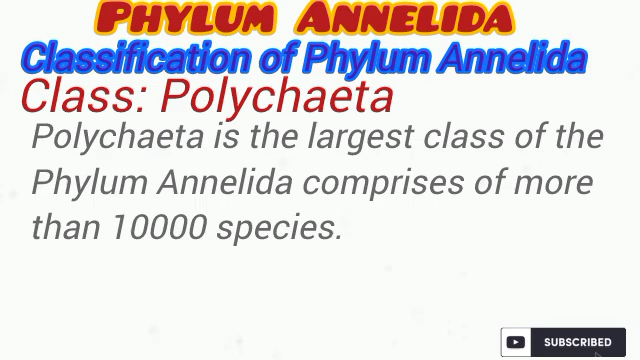 Phylum Annelida
Classification of Phylum Annelida
Class: Polychaeta
Polychaeta is the largest class of the
Phylum Annelida comprises of more
than 10000 species.
SUBSCRIBED